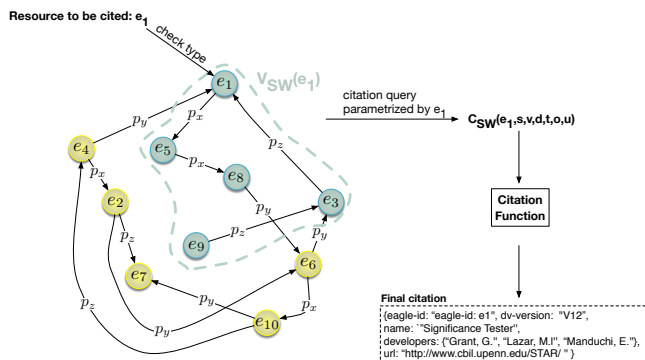 Resource to be cited: e1
check type
VSW(e1)
e1
px
py
citation query
parametrized by e1
CSW(e1,s,v,d,t,o,u)
e4
e5
px
pz
e8
px
e2
py
e3
Citation
Function
pz
e9
pz
py
e7
e6
pz
py
py
px
e10
Final citation
{eagle-id: “eagle-id: e1", dv-version: "V12”,
name: `"Significance Tester”,
developers: {“Grant, G.”, “Lazar, M.I” , “Manduchi, E.”},
url: “http://www.cbil.upenn.edu/STAR/ " }